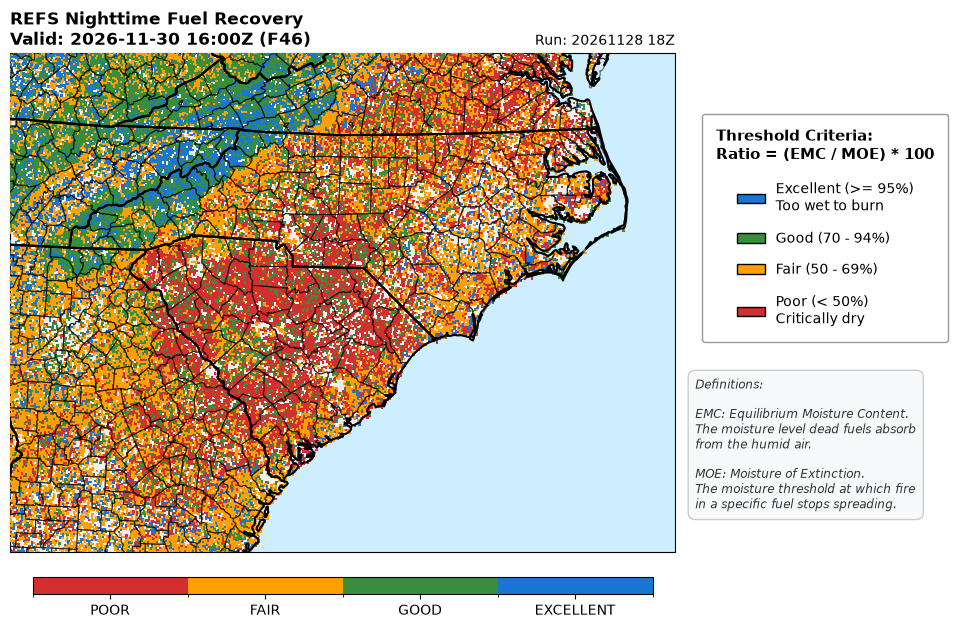 REFS Nighttime Fuel Recovery
Valid: 2026-11-30 16:00Z (F46)
Run: 20261128 18Z
Threshold Criteria:
Ratio = (EMC / MOE) * 100
Excellent (>= 95%)
Too wet to burn
Good (70 - 94%)
Fair (50 - 69%)
Poor (< 50%)
Critically dry
Definitions:
EMC: Equilibrium Moisture Content.
The moisture level dead fuels absorb
from the humid air.
MOE: Moisture of Extinction.
The moisture threshold at which fire
in a specific fuel stops spreading.
POOR
FAIR
GOOD
EXCELLENT